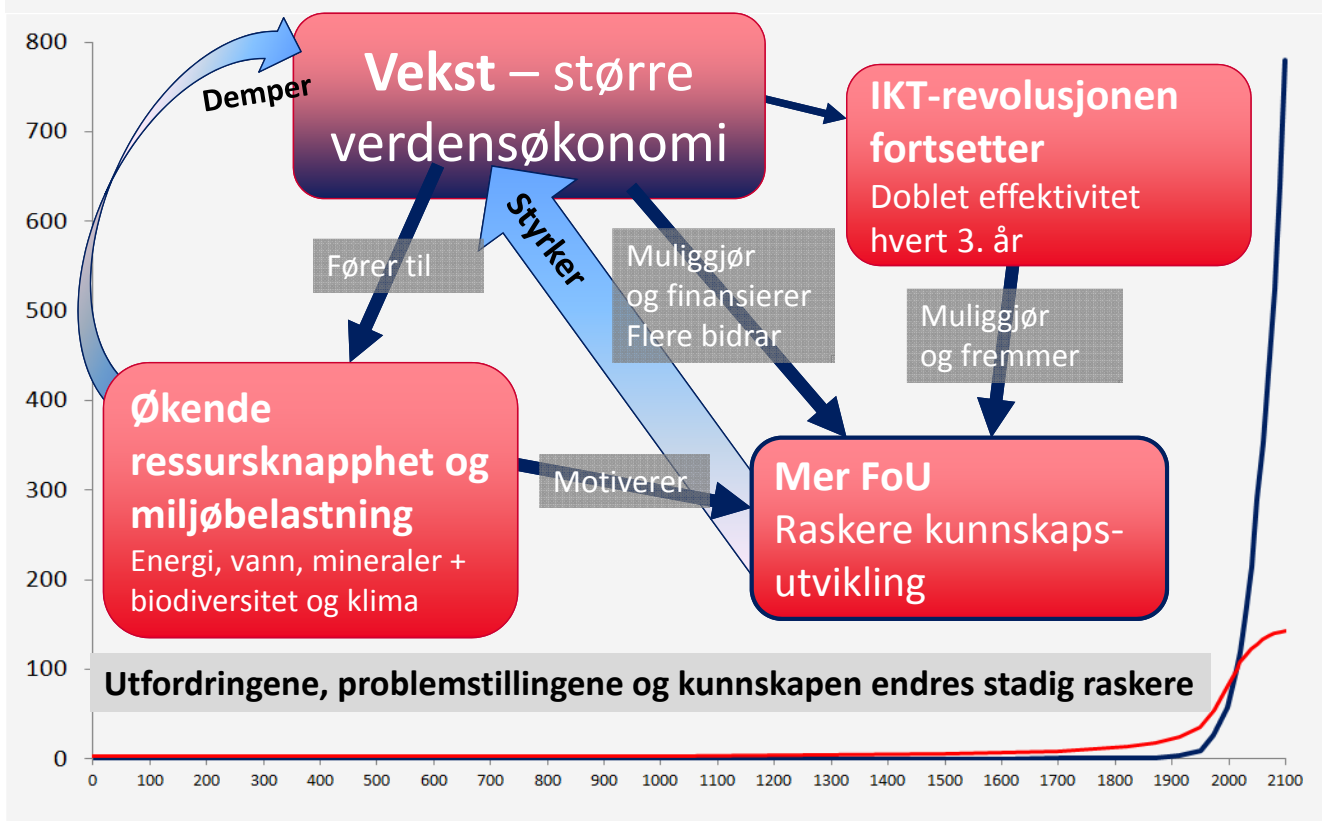 Vekst – større
verdensøkonomi
IKT-revolusjonen
fortsetter
Doblet effektivitet
hvert 3. år
Demper
Styrker
Fører til
Muliggjør
og finansierer
Flere bidrar
Muliggjør
og fremmer
Økende
ressursknapphet og
miljøbelastning
Energi, vann, mineraler +
biodiversitet og klima
Motiverer
Mer FoU
Raskere kunnskaps-
utvikling
Utfordringene, problemstillingene og kunnskapen endres stadig raskere
800
700
600
500
400
300
200
100
0
0 100 200 300 400 500 600 700 800 900 1000 1100 1200 1300 1400 1500 1600 1700 1800 1900 2000 2100